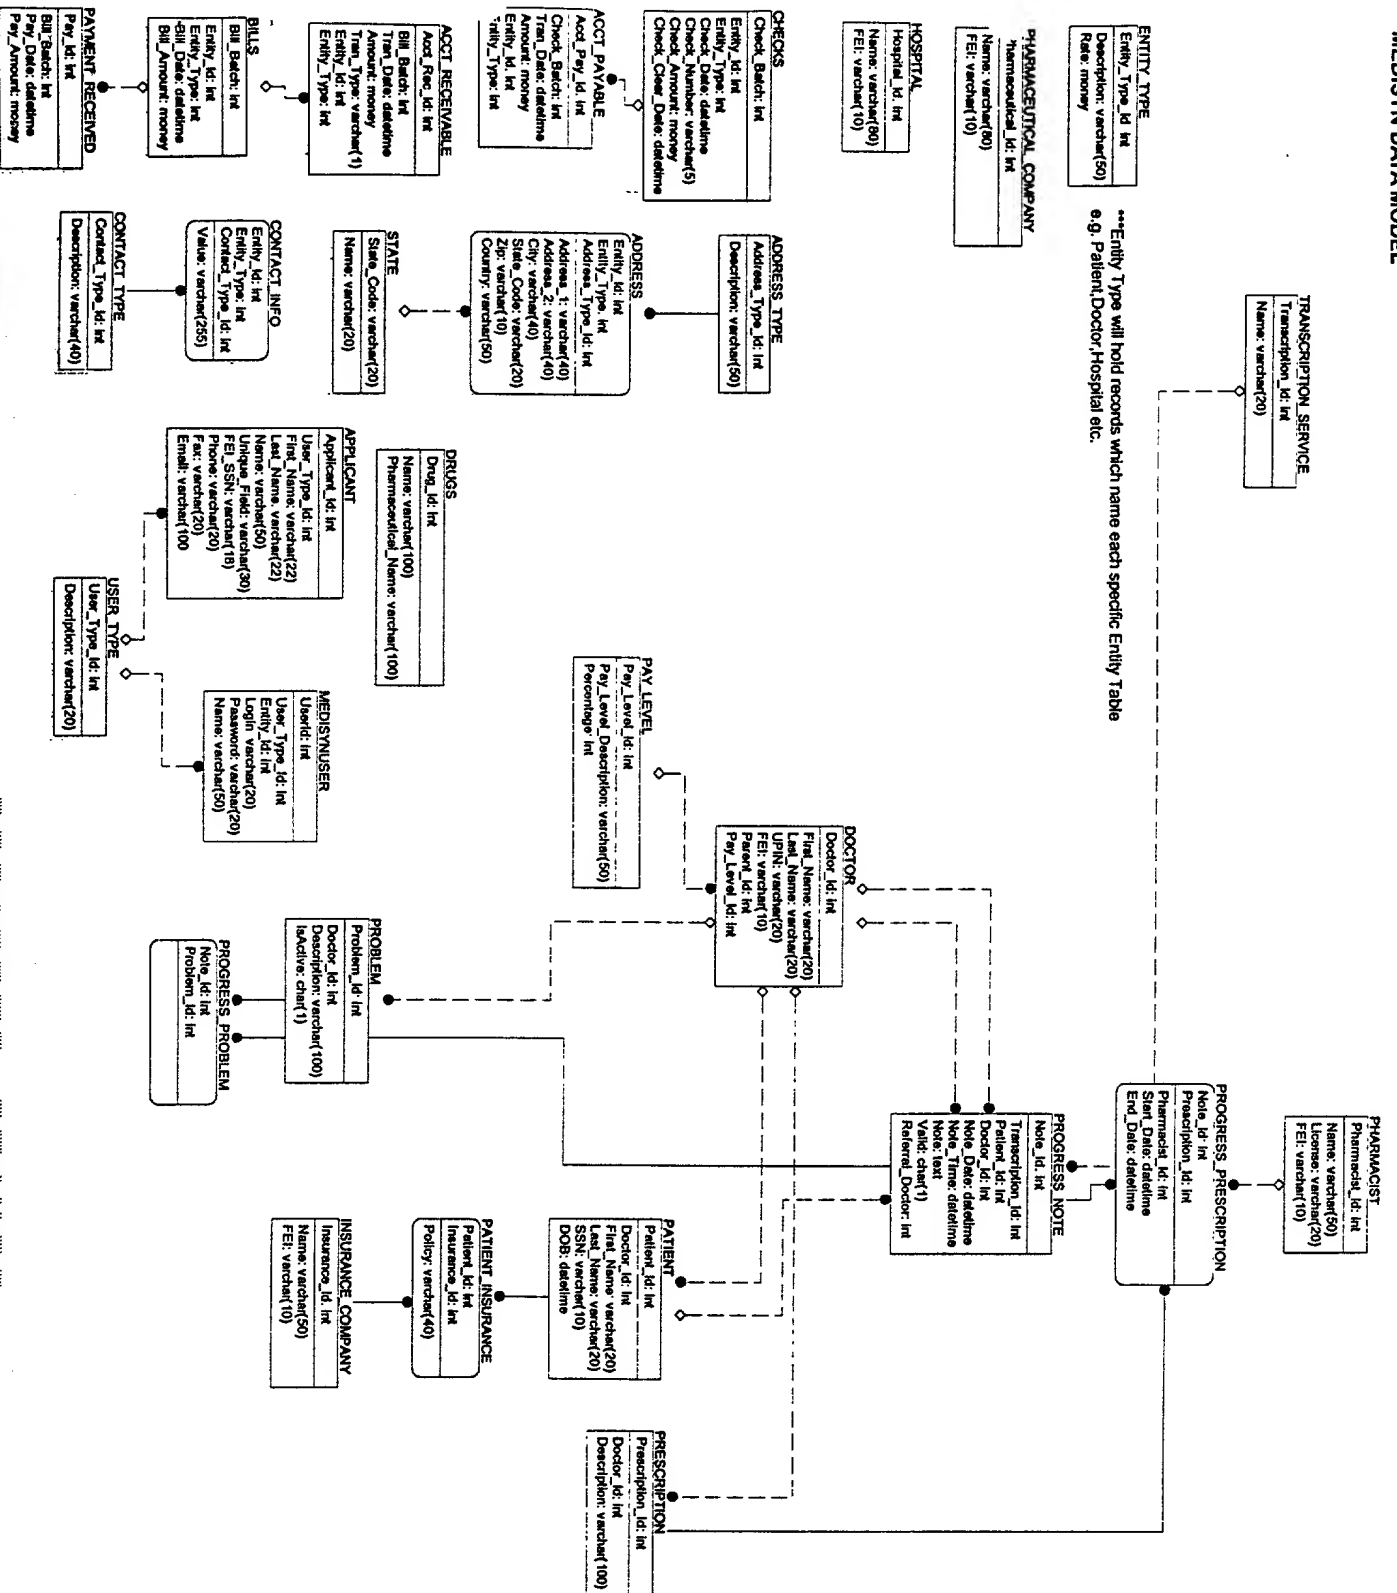 MEDISYN DATA MODEL
ENTITY_TYPE
Entity_Type_Id: int
Description: varchar(50)
Rate: money
***Entity Type will hold records which name each specific Entity Table
e.g. Patient,Doctor,Hospital etc.
PHARMACEUTICAL_COMPANY
Pharmaceutical_Id: int
Name: varchar(80)
FEI: varchar(10)
HOSPITAL
Hospital_Id: int
Name: varchar(80)
FEI: varchar(10)
TRANSCRIPTION_SERVICE
Transcription_Id: int
Name: varchar(20)
PHARMACIST
Pharmacist_Id: int
Name: varchar(50)
License: varchar(20)
FEI: varchar(10)
PROGRESS_PRESCRIPTION
Note_Id: int
Prescription_Id: int
Pharmacist_Id: int
Start_Date: datetime
End_Date: datetime
PROGRESS_NOTE
Note_Id: int
Transcription_Id: int
Patient_Id: int
Doctor_Id: int
Note_Date: datetime
Note_Time: datetime
Note: text
Valid: char(1)
Referral_Doctor: int
CHECKS
Check_Batch: int
Entity_Id: int
Entity_Type: int
Check_Date: datetime
Check_Number: varchar(5)
Check_Amount: money
Check_Clear_Date: datetime
ADDRESS_TYPE
Address_Type_Id: int
Description: varchar(50)
DOCTOR
Doctor_Id: int
First_Name: varchar(20)
Last_Name: varchar(20)
UPIN: varchar(20)
FEI: varchar(10)
Parent_Id: int
Pay_Level_Id: int
ACCT_PAYABLE
Acct_Pay_Id: int
Check_Batch: int
Tran_Date: datetime
Amount: money
Entity_Id: int
Entity_Type: int
ADDRESS
Entity_Id: int
Entity_Type: int
Address_Type_Id: int
Address_1: varchar(40)
Address_2: varchar(40)
City: varchar(40)
State_Code: varchar(20)
Zip: varchar(10)
Country: varchar(50)
PAY_LEVEL
Pay_Level_Id: int
Pay_Level_Description: varchar(50)
Percentage: int
PATIENT
Patient_Id: int
Doctor_Id: int
First_Name: varchar(20)
Last_Name: varchar(20)
SSN: varchar(10)
DOB: datetime
PRESCRIPTION
Prescription_Id: int
Doctor_Id: int
Description: varchar(100)
ACCT_RECEIVABLE
Acct_Rec_Id: int
Bill_Batch: int
Tran_Date: datetime
Amount: money
Tran_Type: varchar(1)
Entity_Id: int
Entity_Type: int
STATE
State_Code: varchar(20)
Name: varchar(20)
DRUGS
Drug_Id: int
Name: varchar(100)
Pharmaceutical_Name: varchar(100)
PATIENT_INSURANCE
Patient_Id: int
Insurance_Id: int
Policy: varchar(40)
BILLS
Bill_Batch: int
Entity_Id: int
Entity_Type: int
Bill_Date: datetime
Bill_Amount: money
CONTACT_INFO
Entity_Id: int
Entity_Type: int
Contact_Type_Id: int
Value: varchar(255)
APPLICANT
Applicant_Id: int
User_Type_Id: int
First_Name: varchar(22)
Last_Name: varchar(22)
Name: varchar(50)
Unique_Field: varchar(30)
FEI_SSN: varchar(18)
Phone: varchar(20)
Fax: varchar(20)
Email: varchar(100
MEDISYNUSER
UserId: int
User_Type_Id: int
Entity_Id: int
Login: varchar(20)
Password: varchar(20)
Name: varchar(50)
PROBLEM
Problem_Id: int
Doctor_Id: int
Description: varchar(100)
IsActive: char(1)
INSURANCE_COMPANY
Insurance_Id: int
Name: varchar(50)
FEI: varchar(10)
PAYMENT_RECEIVED
Pay_Id: int
Bill_Batch: int
Pay_Date: datetime
Pay_Amount: money
CONTACT_TYPE
Contact_Type_Id: int
Description: varchar(40)
USER_TYPE
User_Type_Id: int
Description: varchar(20)
PROGRESS_PROBLEM
Note_Id: int
Problem_Id: int